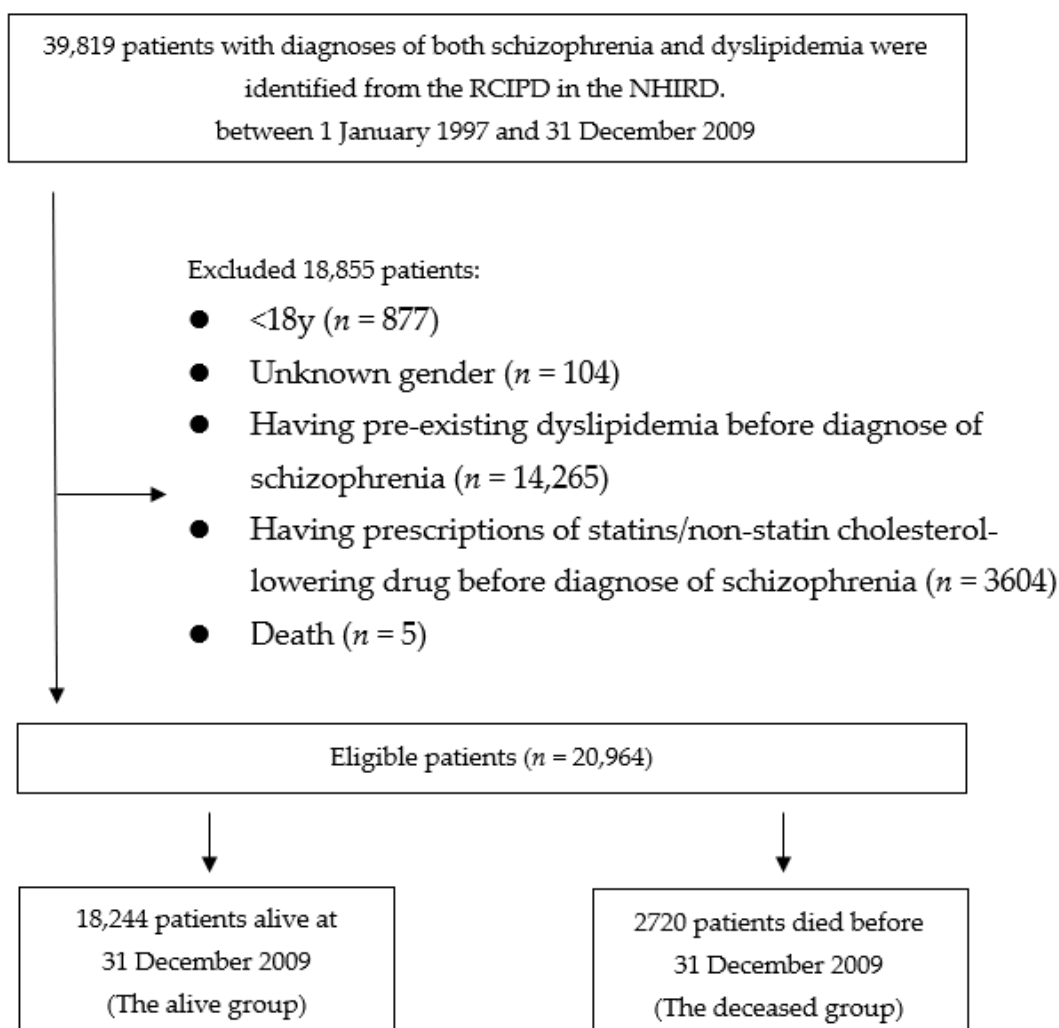 39,819 patients with diagnoses of both schizophrenia and dyslipidemia were
identified from the RCIPD in the NHIRD.
between 1 January 1997 and 31 December 2009
Excluded 18,855 patients:
● <18y (n = 877)
● Unknown gender (n = 104)
● Having pre-existing dyslipidemia before diagnose of
schizophrenia (n = 14,265)
● Having prescriptions of statins/non-statin cholesterol-
lowering drug before diagnose of schizophrenia (n = 3604)
● Death (n = 5)
Eligible patients (n = 20,964)
18,244 patients alive at
31 December 2009
(The alive group)
2720 patients died before
31 December 2009
(The deceased group)